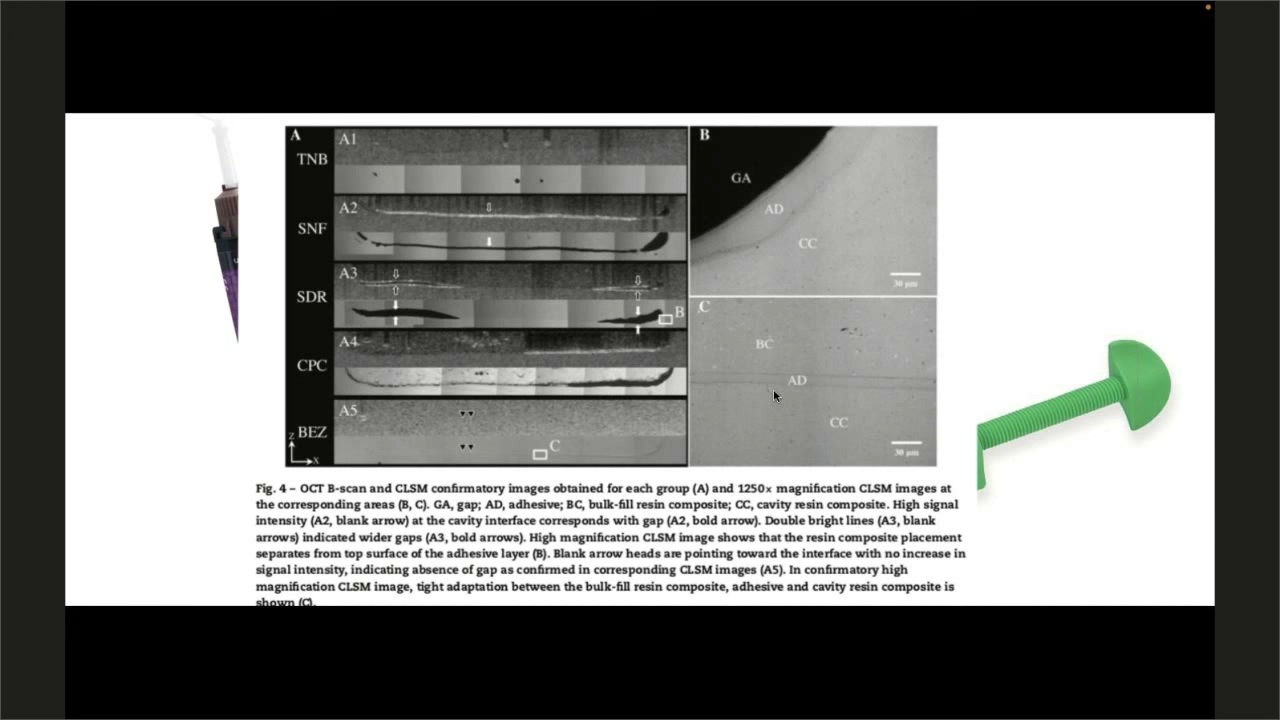 A
TNB
A1
SNF
A2
SDR
A3
B
CPC
A4
BEZ
A5
C
Z
X
B
GA
AD
CC
30 µm
C
BC
AD
CC
30 µm
Fig. 4 – OCT B-scan and CLSM confirmatory images obtained for each group (A) and 1250× magnification CLSM images at
the corresponding areas (B, C). GA, gap; AD, adhesive; BC, bulk-fill resin composite; CC, cavity resin composite. High signal
intensity (A2, blank arrow) at the cavity interface corresponds with gap (A2, bold arrow). Double bright lines (A3, blank
arrows) indicated wider gaps (A3, bold arrows). High magnification CLSM image shows that the resin composite placement
separates from top surface of the adhesive layer (B). Blank arrow heads are pointing toward the interface with no increase in
signal intensity, indicating absence of gap as confirmed in corresponding CLSM images (A5). In confirmatory high
magnification CLSM image, tight adaptation between the bulk-fill resin composite, adhesive and cavity resin composite is
shown (C).